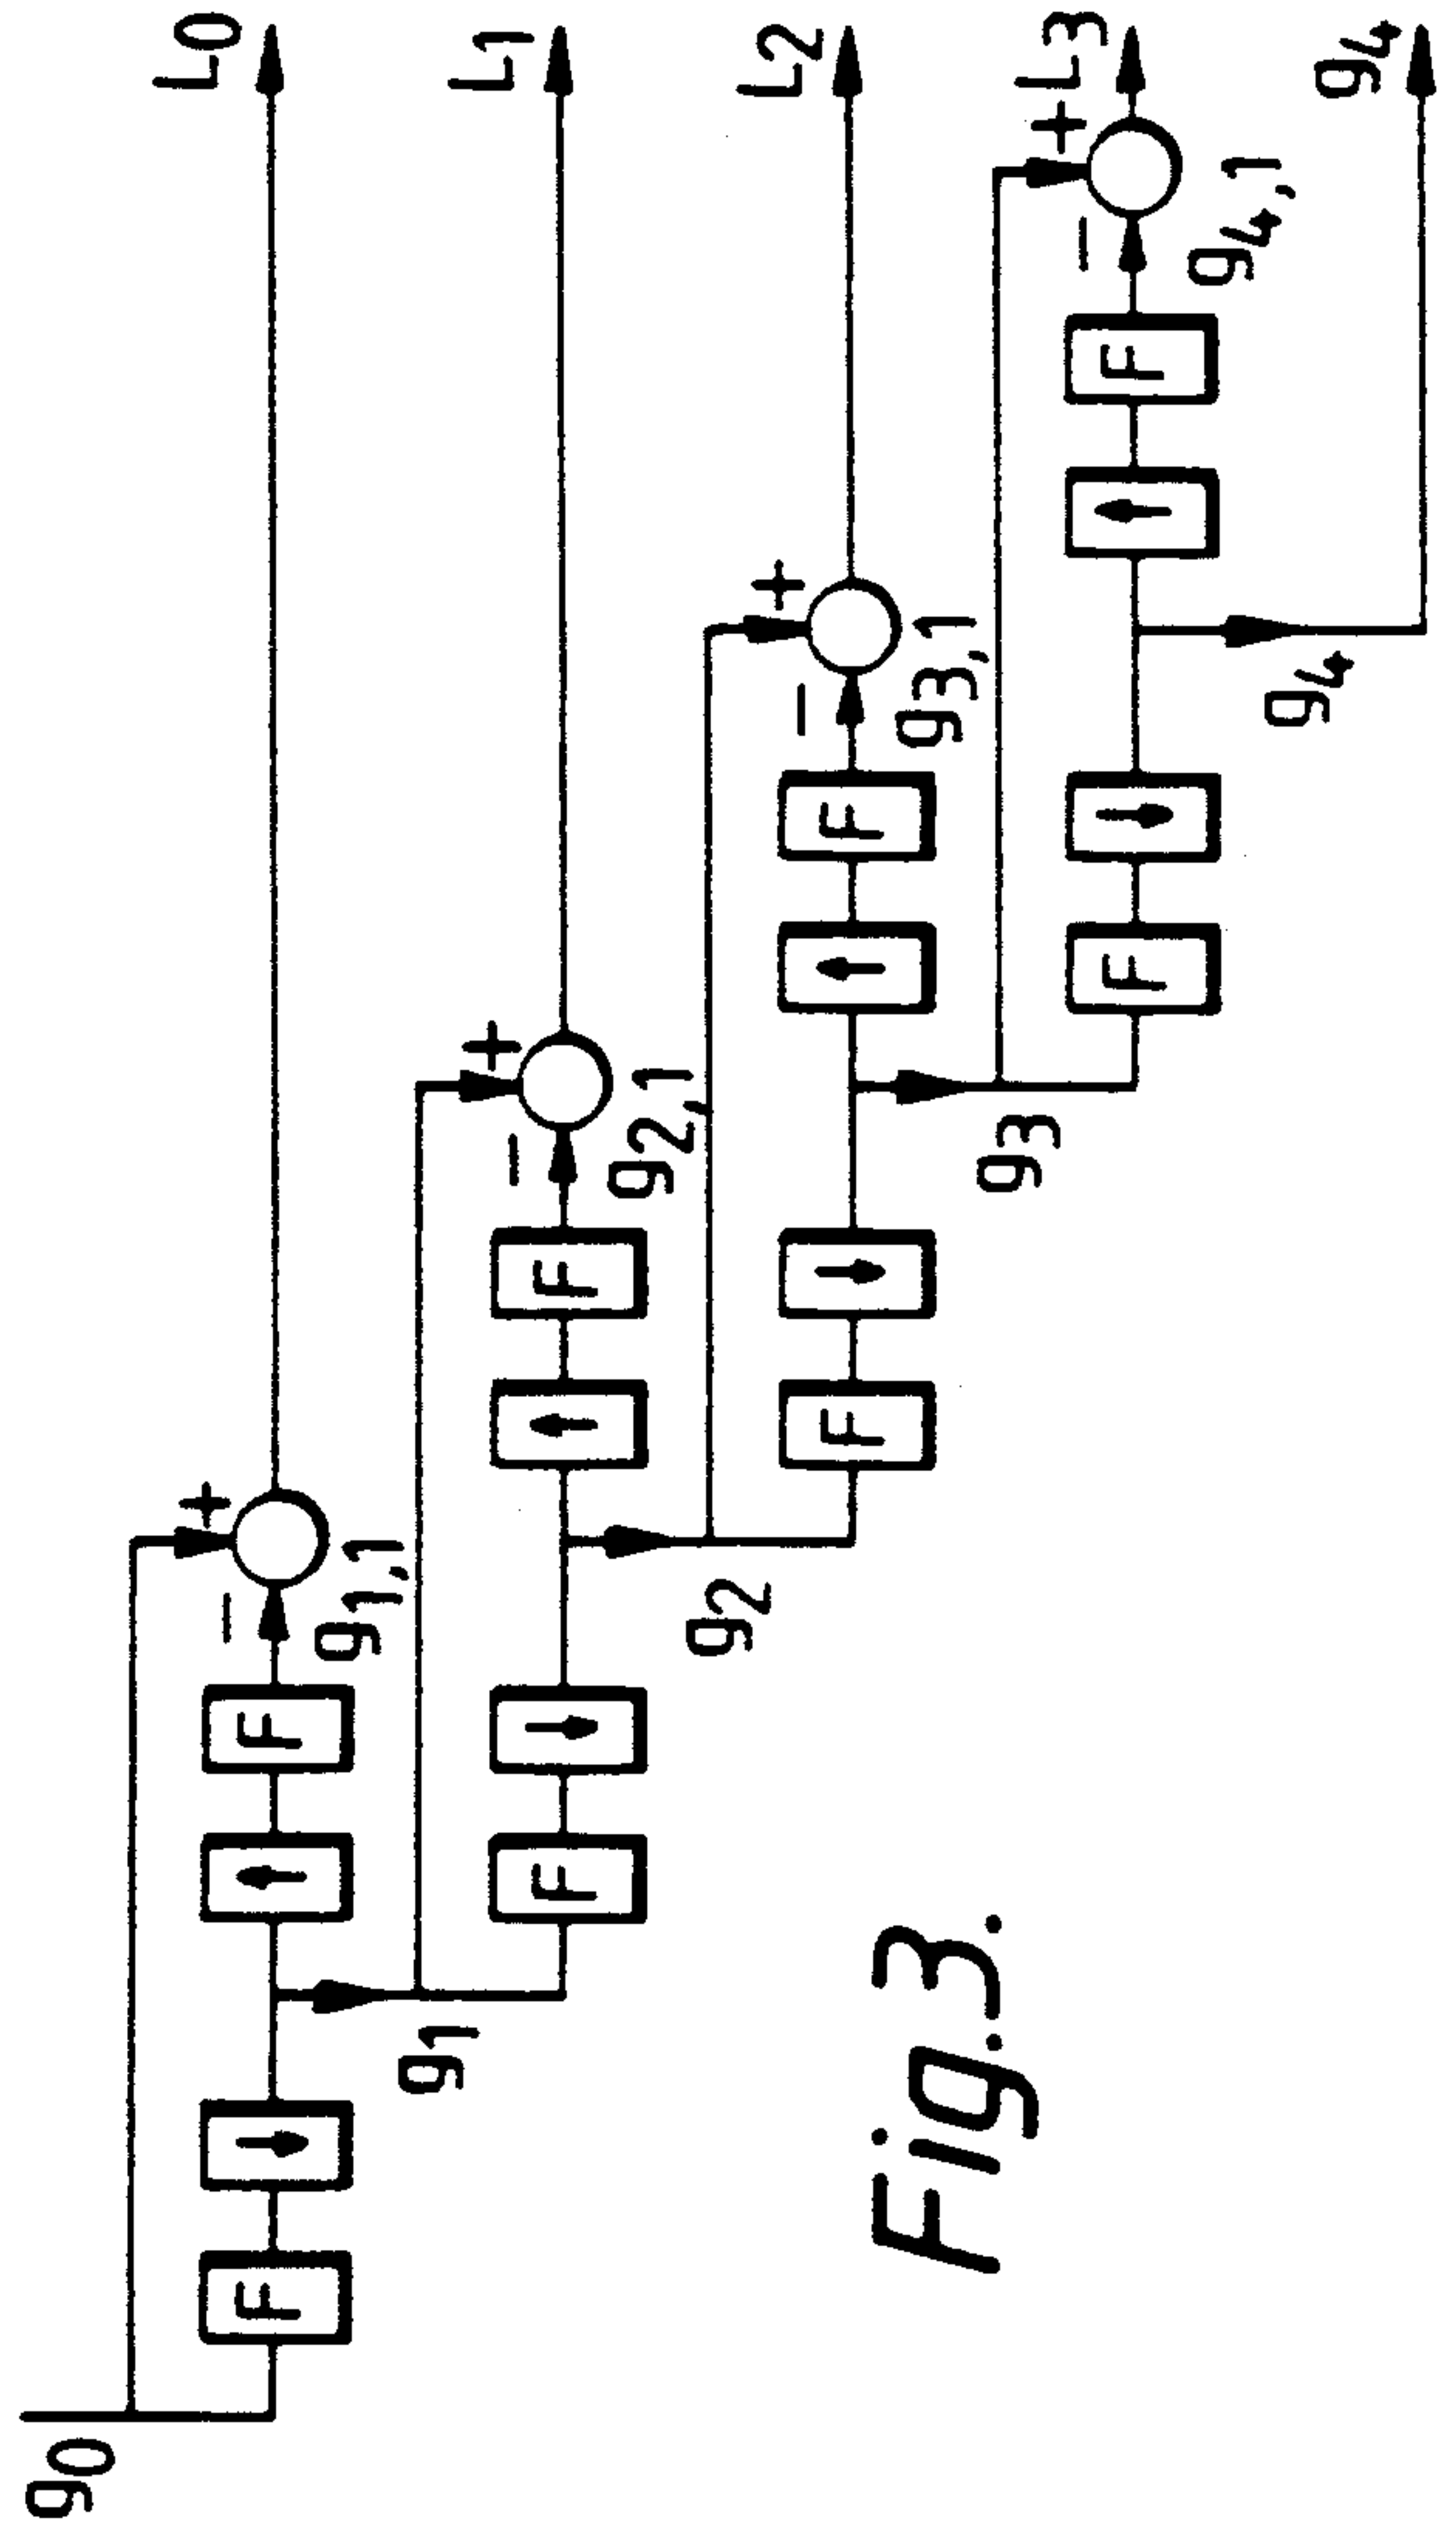 g0
F
F
+
−
g1,1
L0
g1
F
F
+
−
g2,1
L1
g2
F
F
+
−
g3,1
L2
g3
F
F
+
−
g4,1
L3
g4
g4
Fig.3.